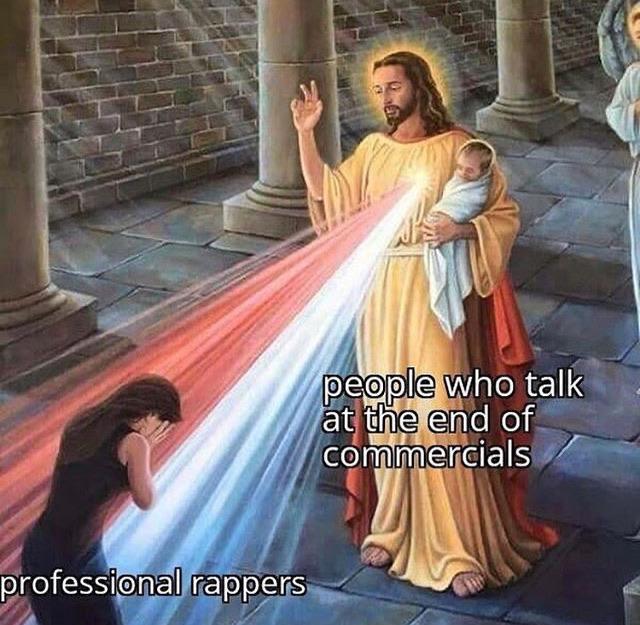 people who talk
at the end of
commercials
professional rappers